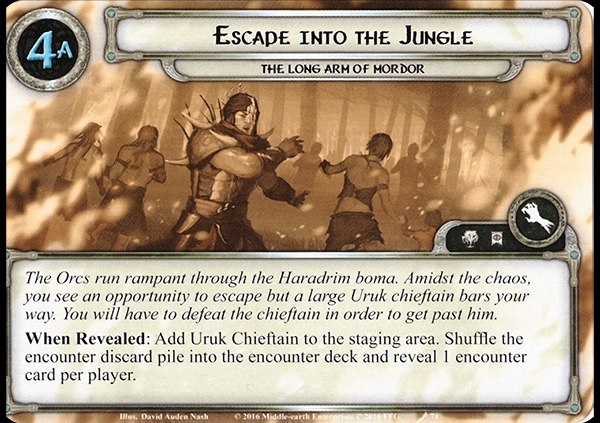 4A
Escape into the Jungle
The Long Arm of Mordor
The Orcs run rampant through the Haradrim boma. Amidst the chaos,
you see an opportunity to escape but a large Uruk chieftain bars your
way. You will have to defeat the chieftain in order to get past him.
When Revealed: Add Uruk Chieftain to the staging area. Shuffle the
encounter discard pile into the encounter deck and reveal 1 encounter
card per player.
Illus. David Auden Nash © 2016 Middle-earth Enterprises © 2016 FFG 74